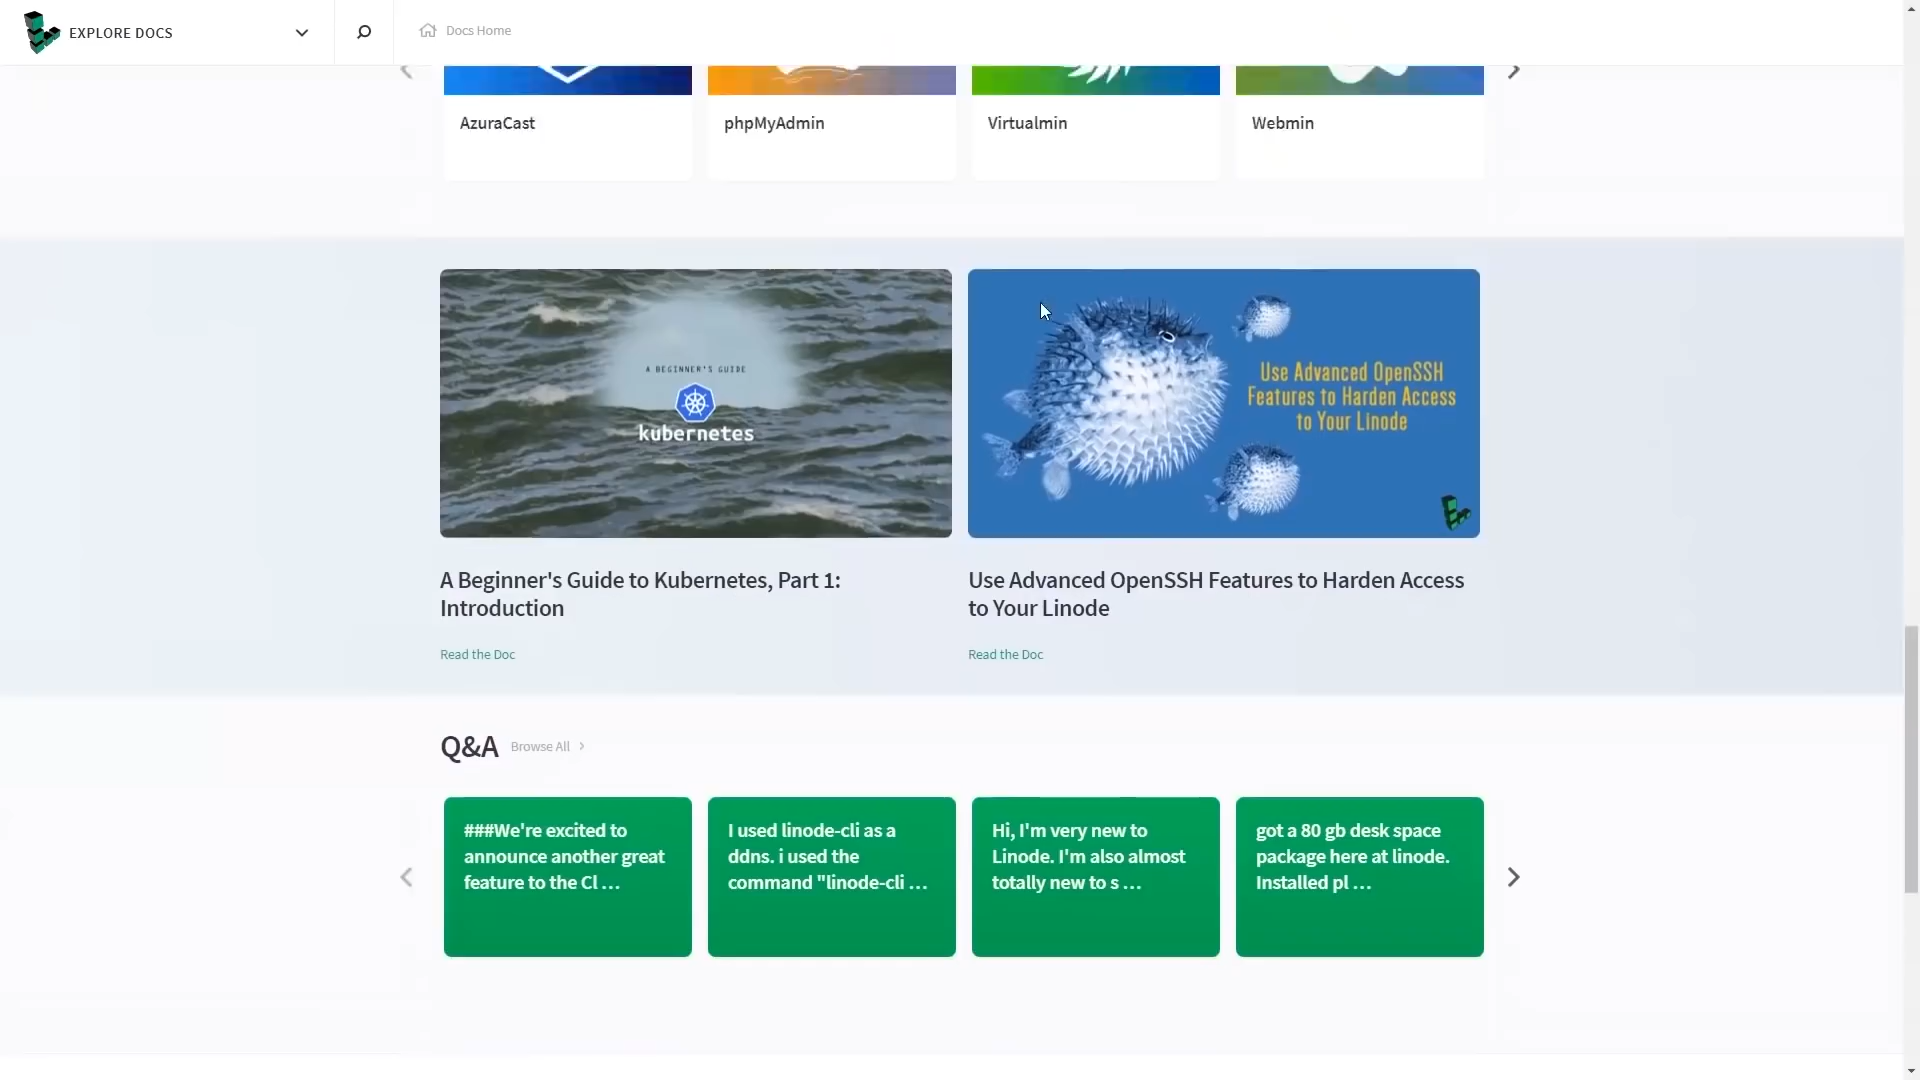 EXPLORE DOCS
Docs Home
AzuraCast
phpMyAdmin
Virtualmin
Webmin
A BEGINNER'S GUIDE
kubernetes
Use Advanced OpenSSH
Features to Harden Access
to Your Linode
A Beginner's Guide to Kubernetes, Part 1:
Introduction
Read the Doc
Use Advanced OpenSSH Features to Harden Access
to Your Linode
Read the Doc
Q&A
Browse All
###We're excited to
announce another great
feature to the Cl ...
I used linode-cli as a
ddns. i used the
command "linode-cli ...
Hi, I'm very new to
Linode. I'm also almost
totally new to s ...
got a 80 gb desk space
package here at linode.
Installed pl ...